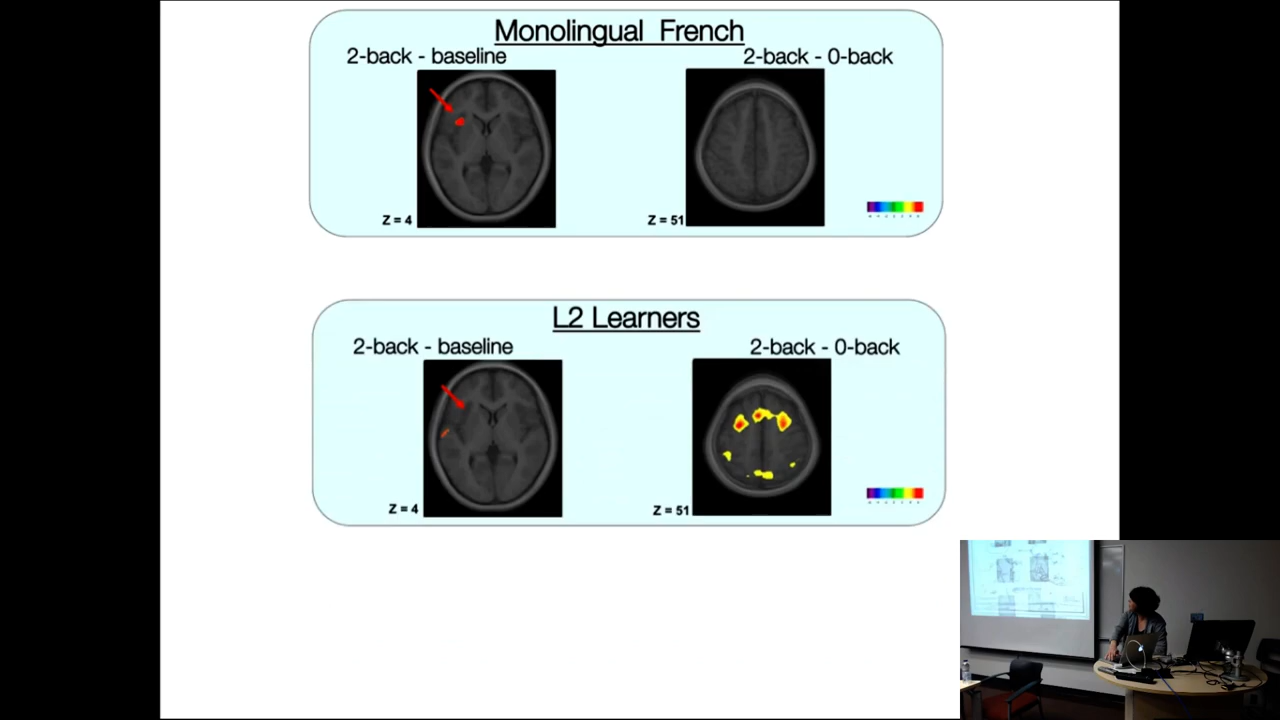 Monolingual French
2-back - baseline
2-back - 0-back
Z = 4
Z = 51
L2 Learners
2-back - baseline
2-back - 0-back
Z = 4
Z = 51